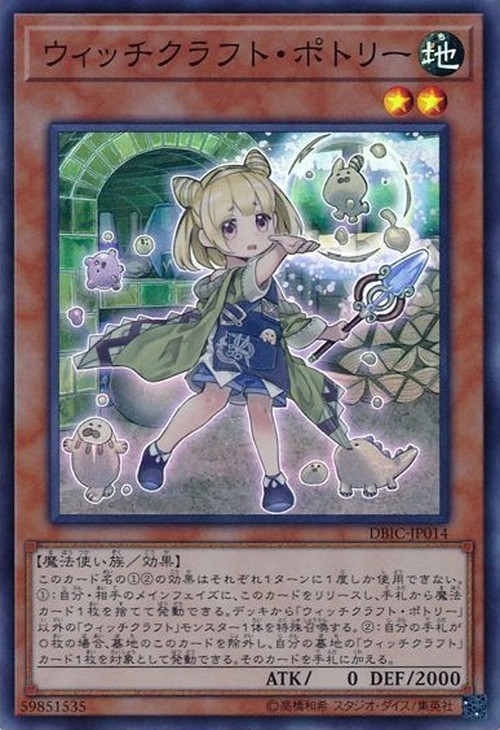 ウィッチクラフト・ポトリー
地
DBIC-JP014
【魔法使い族/効果】
このカード名の①②の効果はそれぞれ1ターンに1度しか使用できない。
①:自分・相手のメインフェイズに、このカードをリリースし、手札から魔法
カード1枚を捨てて発動できる。デッキから「ウィッチクラフト・ポトリー」
以外の「ウィッチクラフト」モンスター1体を特殊召喚する。②:自分の手札が
0枚の場合、墓地のこのカードを除外し、自分の墓地の「ウィッチクラフト」
カード1枚を対象として発動できる。そのカードを手札に加える。
ATK/ 0 DEF/2000
59851535
©高橋和希 スタジオ・ダイス/集英社